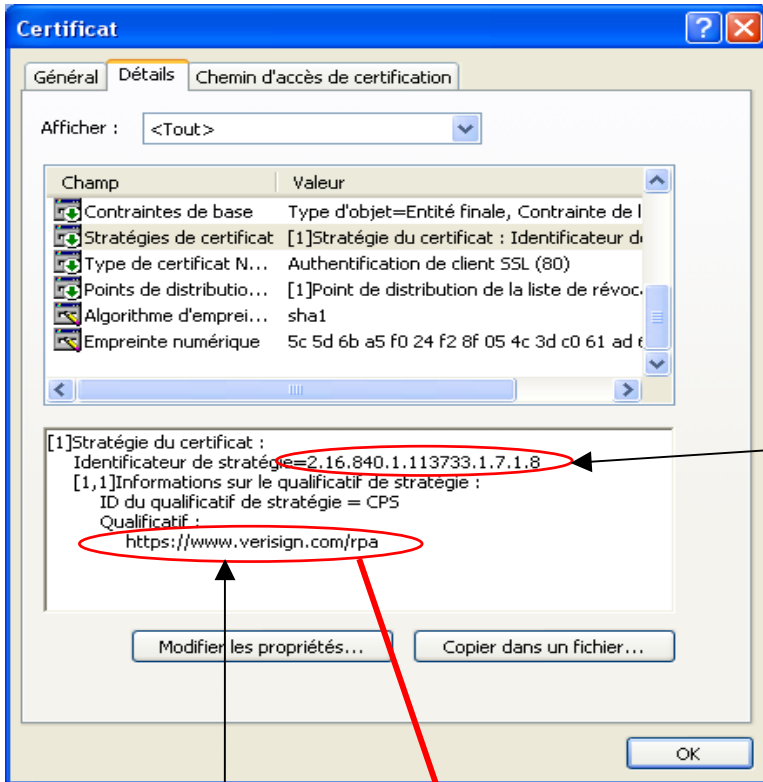 Certificat
Général Détails Chemin d'accès de certification
Afficher : <Tout>
Champ Valeur
Contraintes de base Type d'objet=Entité finale, Contrainte de l
Stratégies de certificat [1]Stratégie du certificat : Identificateur d
Type de certificat N... Authentification de client SSL (80)
Points de distributio... [1]Point de distribution de la liste de révoc
Algorithme d'emprei... sha1
Empreinte numérique 5c 5d 6b a5 f0 24 f2 8f 05 4c 3d c0 61 ad
[1]Stratégie du certificat :
Identificateur de stratégie=2.16.840.1.113733.1.7.1.8
[1,1]Informations sur le qualificatif de stratégie :
ID du qualificatif de stratégie = CPS
Qualificatif :
https://www.verisign.com/rpa
Modifier les propriétés... Copier dans un fichier...
OK